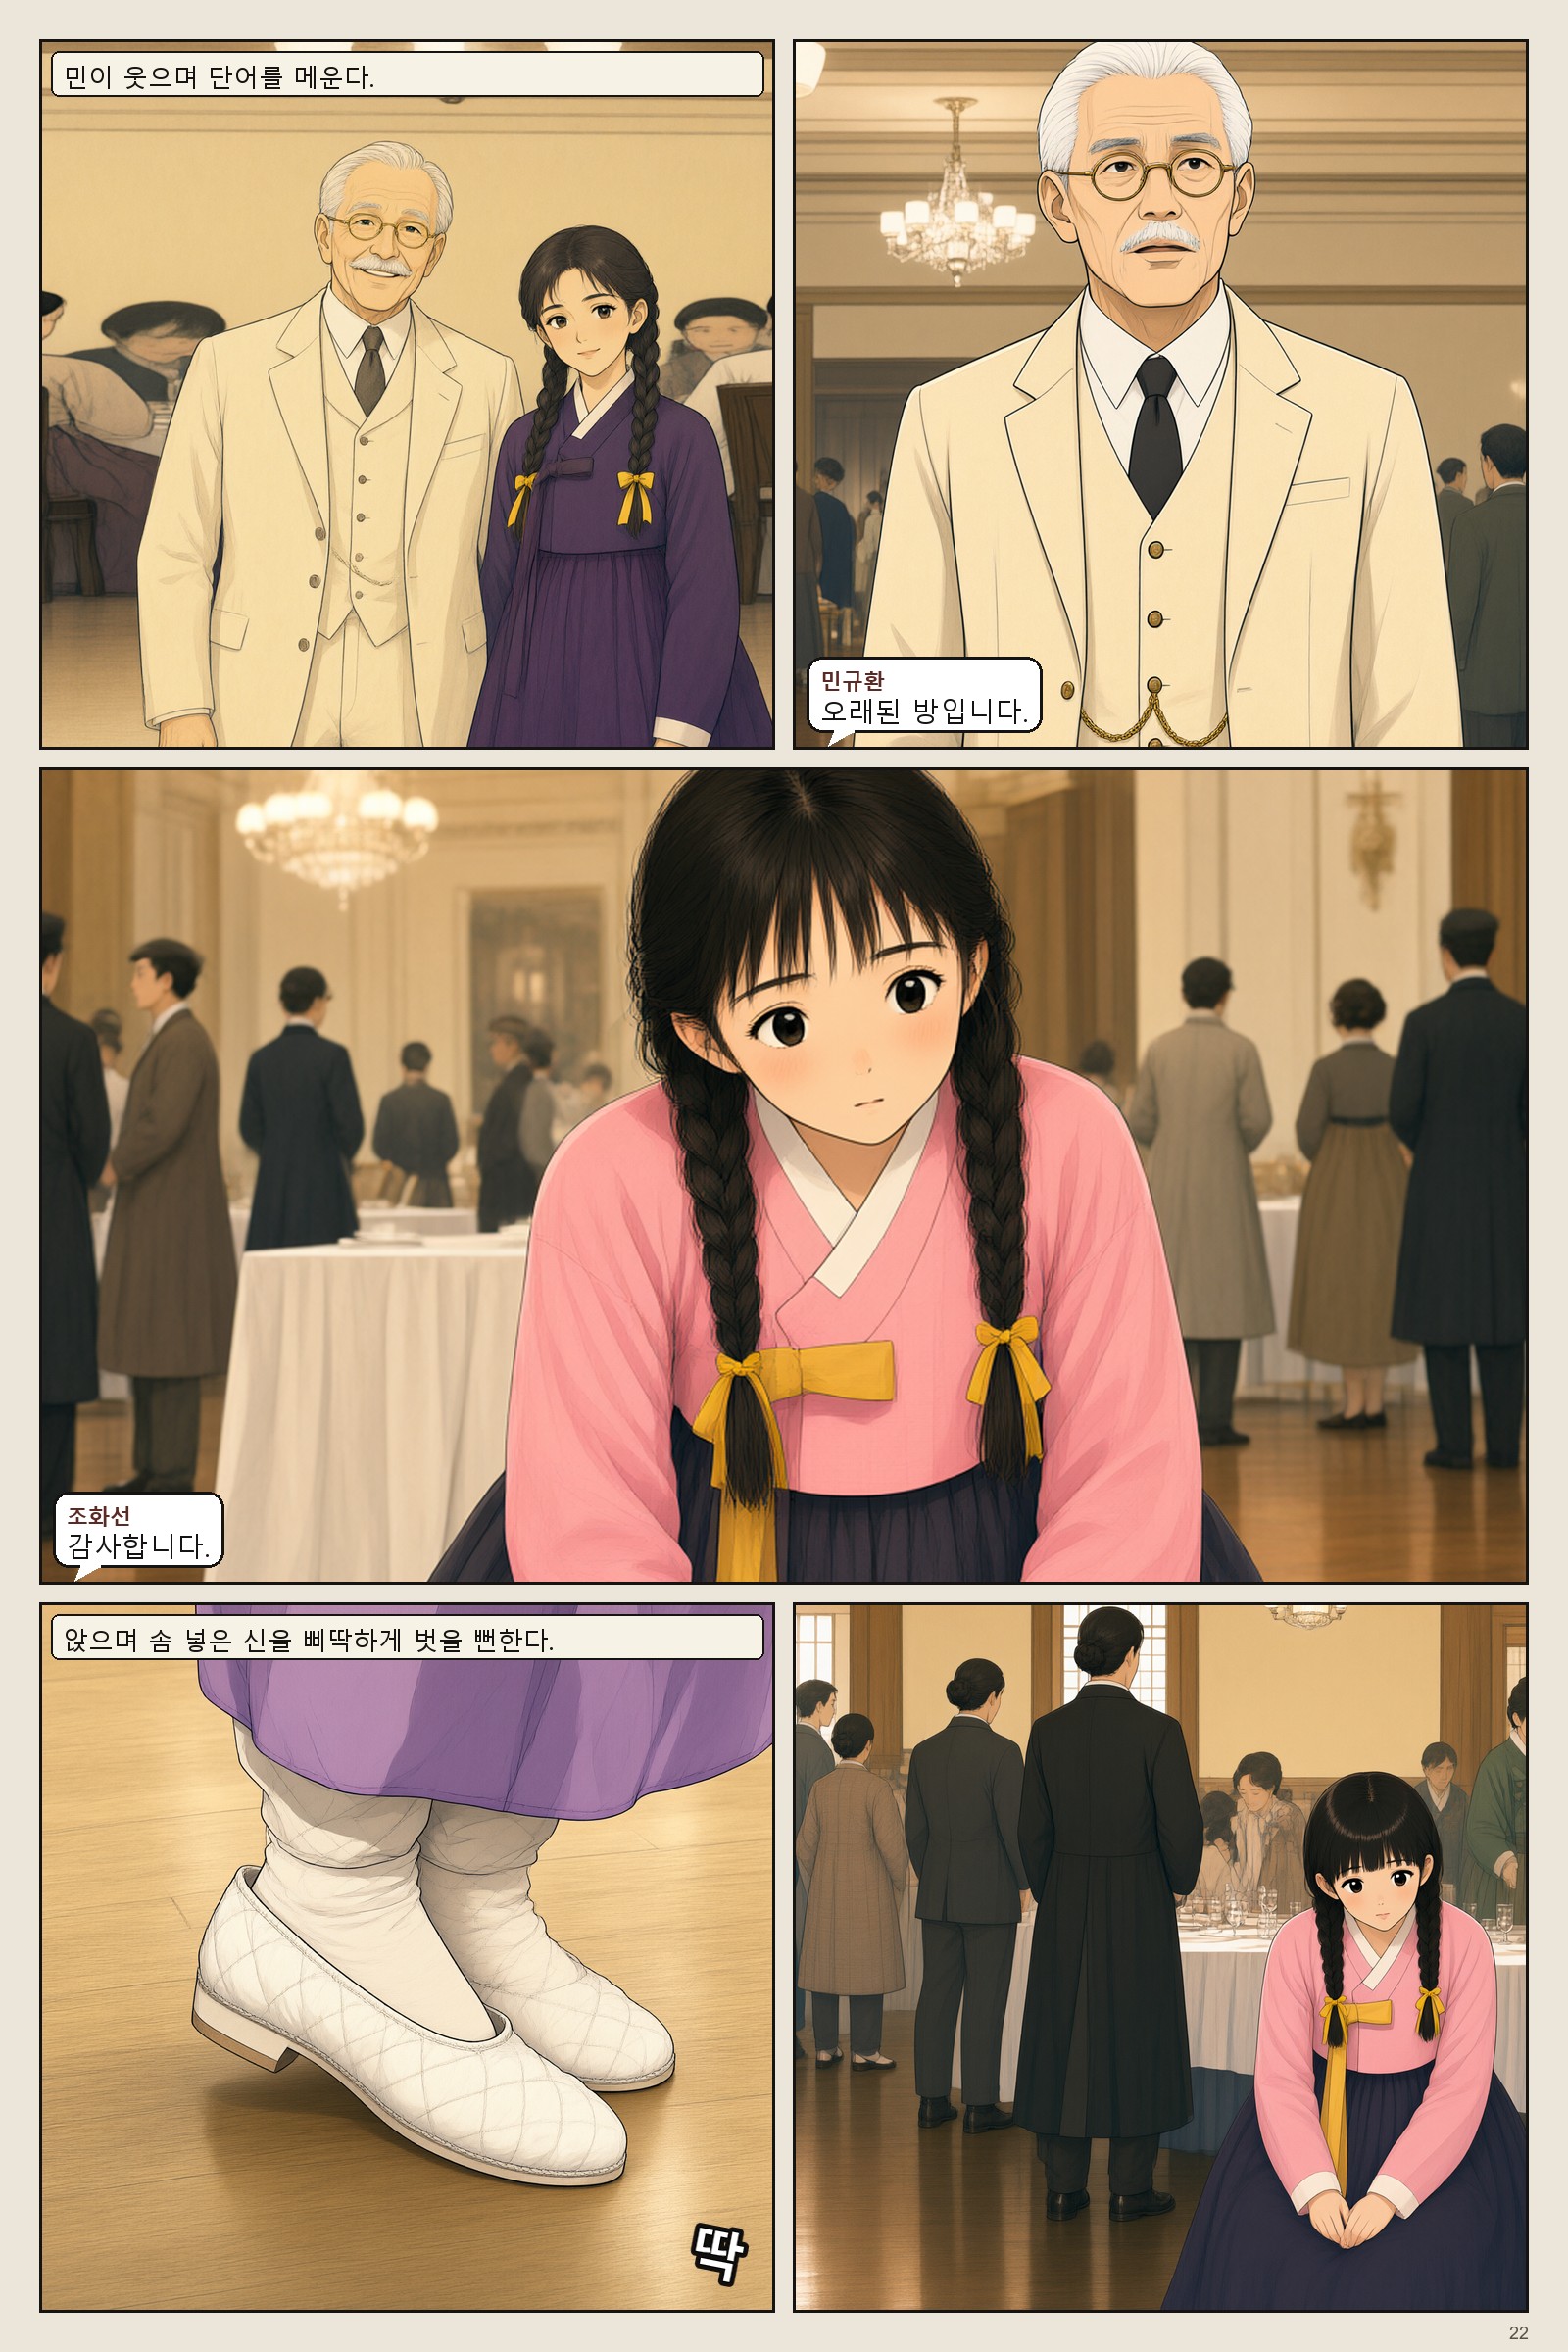 민이 웃으며 단어를 메운다.
민규환
오래된 방입니다.
조화선
감사합니다.
앉으며 솜 넣은 신을 삐딱하게 벗을 뻔한다.
딱
22